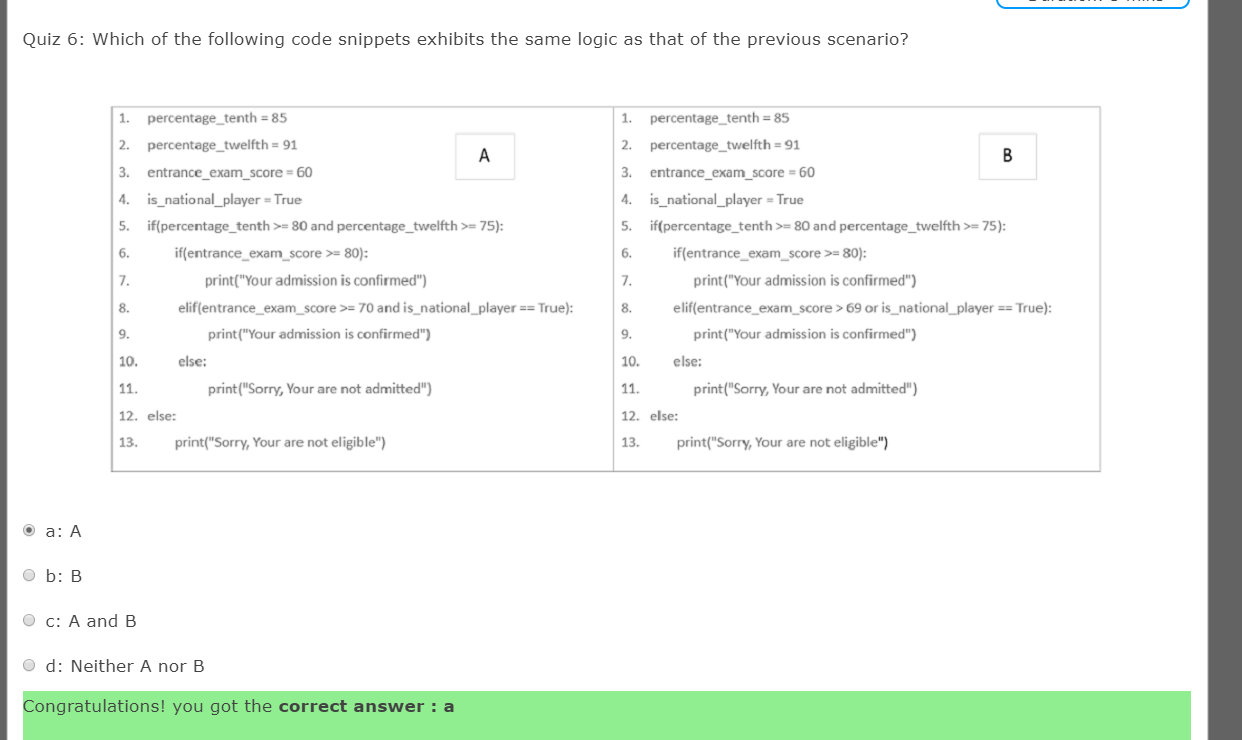 Quiz 6: Which of the following code snippets exhibits the same logic as that of the previous scenario?
1. percentage_tenth = 85
2. percentage_twelfth = 91
3. entrance_exam_score = 60
4. is_national_player = True
5. if(percentage_tenth >= 80 and percentage_twelfth >= 75):
6. if(entrance_exam_score >= 80):
7. print("Your admission is confirmed")
8. elif(entrance_exam_score >= 70 and is_national_player == True):
9. print("Your admission is confirmed")
10. else:
11. print("Sorry, Your are not admitted")
12. else:
13. print("Sorry, Your are not eligible")
A
1. percentage_tenth = 85
2. percentage_twelfth = 91
3. entrance_exam_score = 60
4. is_national_player = True
5. if(percentage_tenth >= 80 and percentage_twelfth >= 75):
6. if(entrance_exam_score >= 80):
7. print("Your admission is confirmed")
8. elif(entrance_exam_score > 69 or is_national_player == True):
9. print("Your admission is confirmed")
10. else:
11. print("Sorry, Your are not admitted")
12. else:
13. print("Sorry, Your are not eligible")
B
a: A
b: B
c: A and B
d: Neither A nor B
Congratulations! you got the correct answer : a